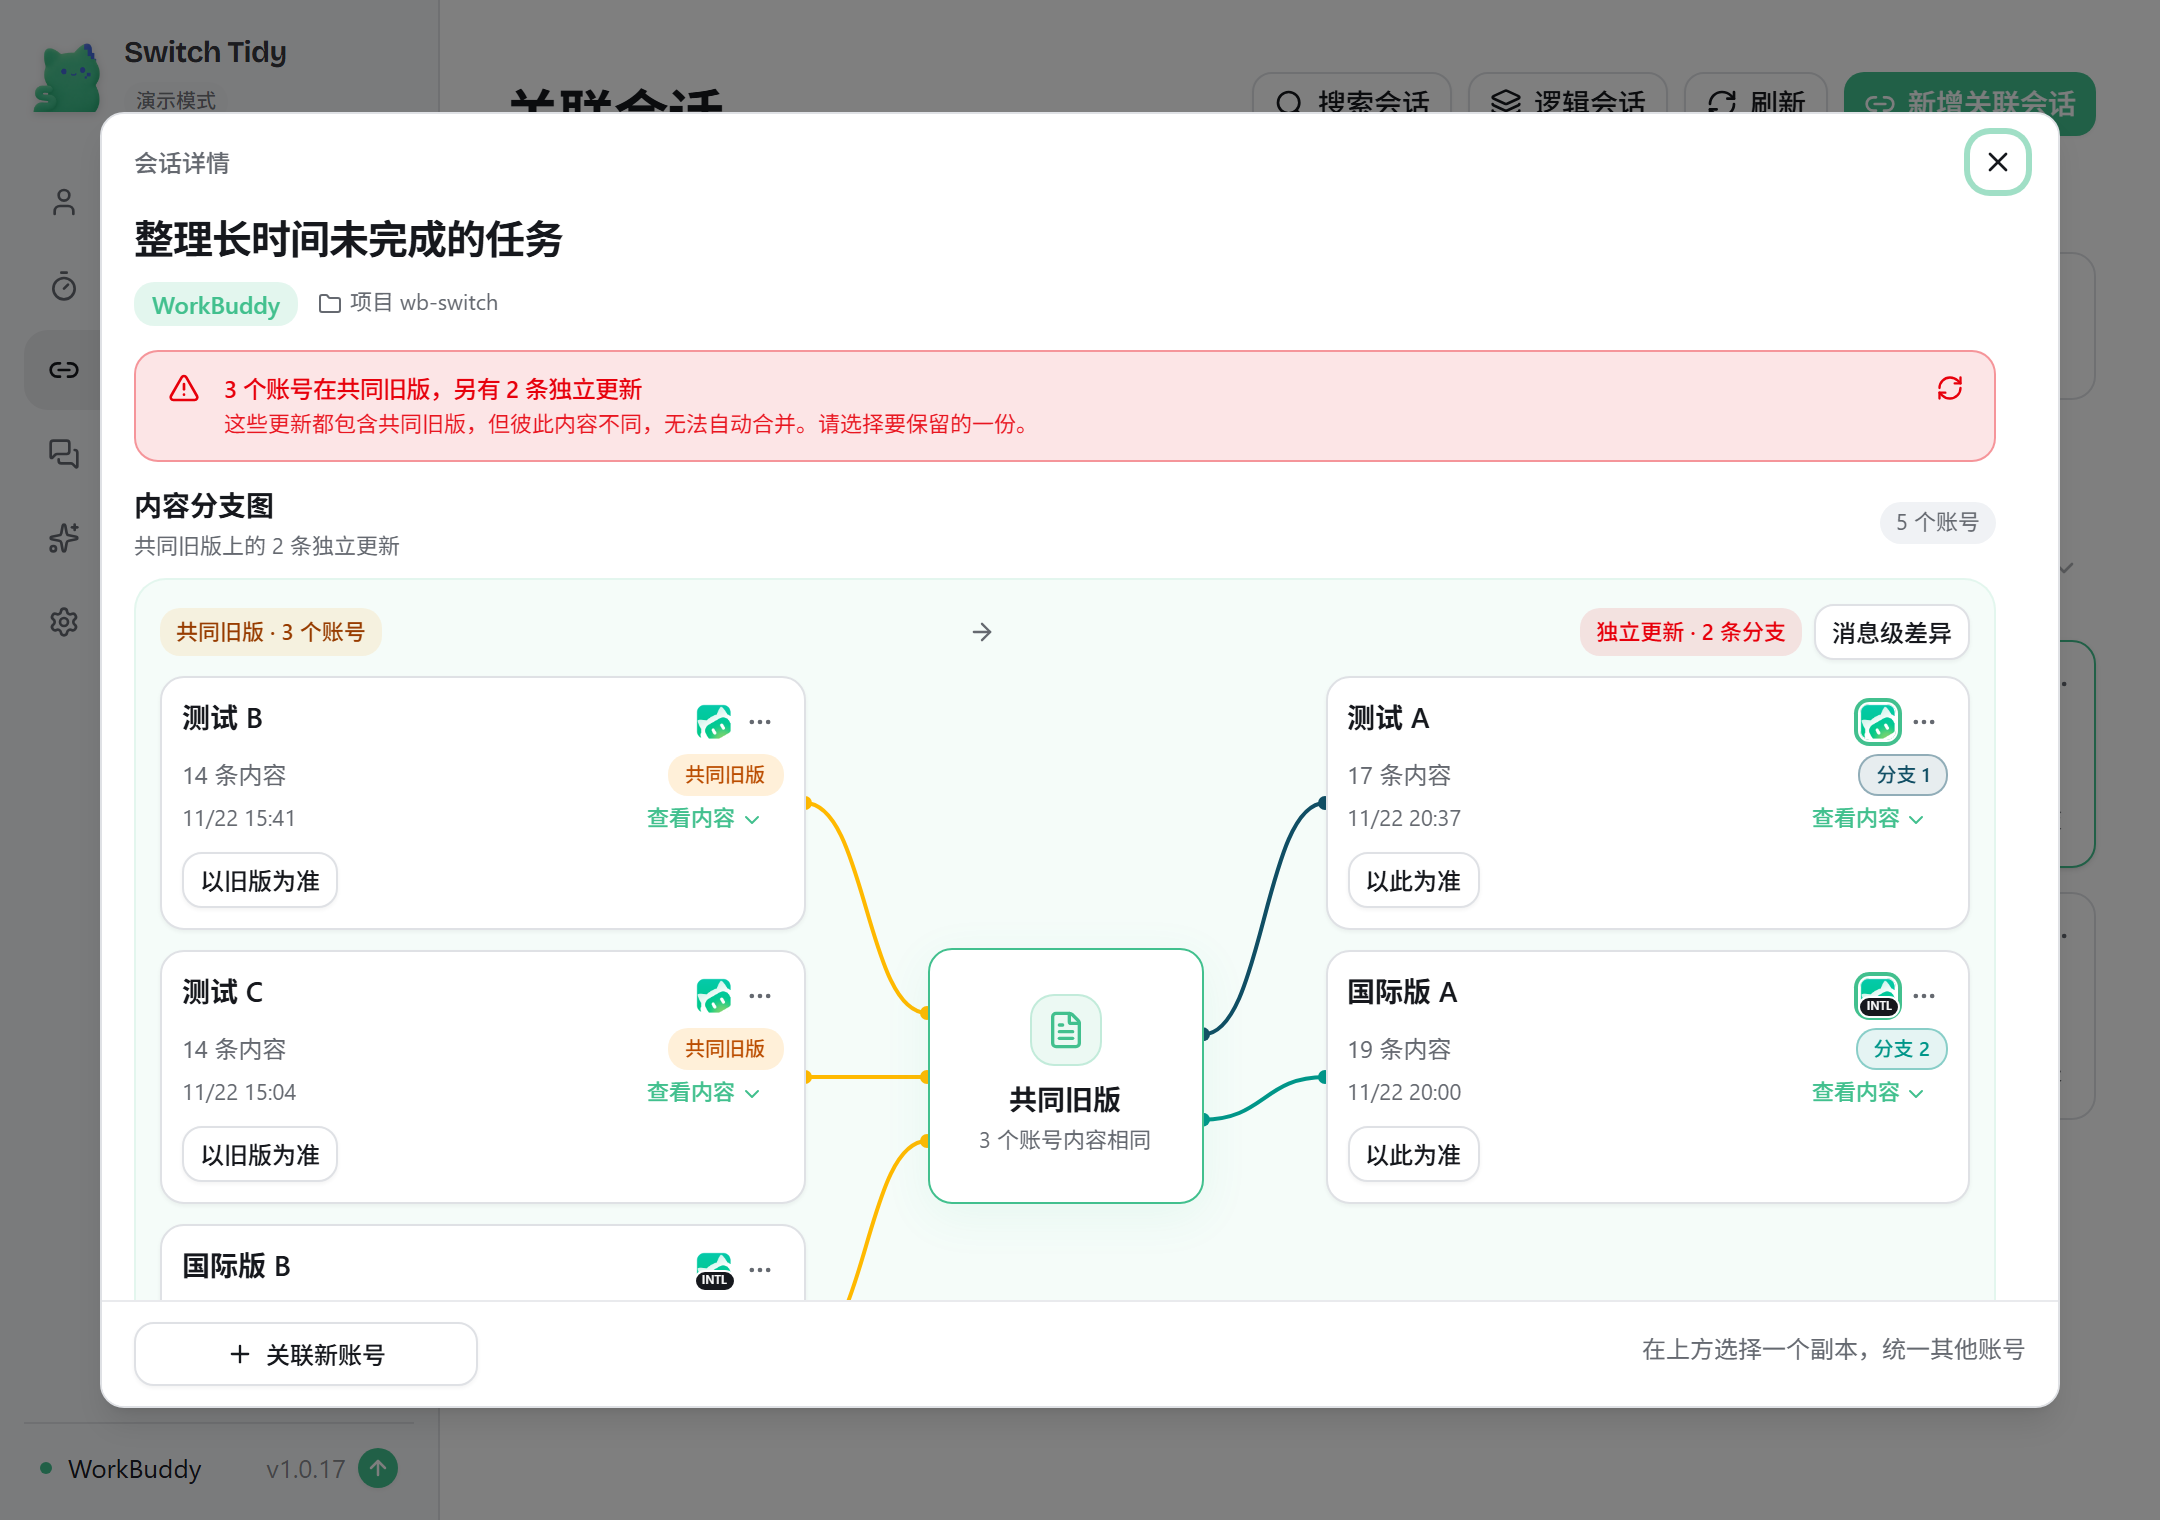 Switch Tidy
演示模式
关联会话
搜索会话
逻辑会话
刷新
新增关联会话
会话详情
整理长时间未完成的任务
WorkBuddy
项目 wb-switch
3 个账号在共同旧版，另有 2 条独立更新
这些更新都包含共同旧版，但彼此内容不同，无法自动合并。请选择要保留的一份。
内容分支图
共同旧版上的 2 条独立更新
5 个账号
共同旧版 · 3 个账号
独立更新 · 2 条分支
消息级差异
测试 B
14 条内容
共同旧版
11/22 15:41
查看内容
以旧版为准
测试 C
14 条内容
共同旧版
11/22 15:04
查看内容
以旧版为准
国际版 B
INTL
共同旧版
3 个账号内容相同
测试 A
17 条内容
分支 1
11/22 20:37
查看内容
以此为准
国际版 A
INTL
19 条内容
分支 2
11/22 20:00
查看内容
以此为准
关联新账号
在上方选择一个副本，统一其他账号
WorkBuddy
v1.0.17